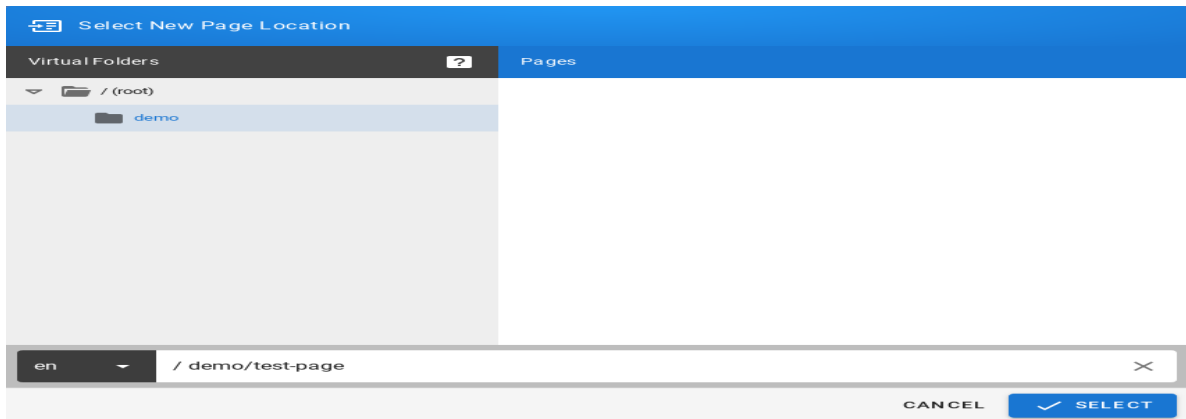 Select New Page Location
Virtual Folders
?
Pages
/ (root)
demo
en
/ demo/test-page
CANCEL
SELECT